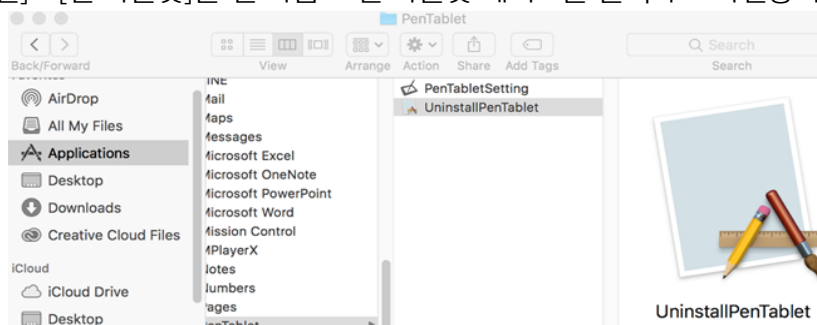 PenTablet
Back/Forward
View
Arrange
Action
Share
Add Tags
Search
Search
AirDrop
All My Files
Applications
Desktop
Downloads
Creative Cloud Files
iCloud
iCloud Drive
Desktop
Mail
Maps
Messages
Microsoft Excel
Microsoft OneNote
Microsoft PowerPoint
Microsoft Word
Mission Control
MPlayerX
Notes
Numbers
Pages
PenTablet
PenTabletSetting
UninstallPenTablet
UninstallPenTablet